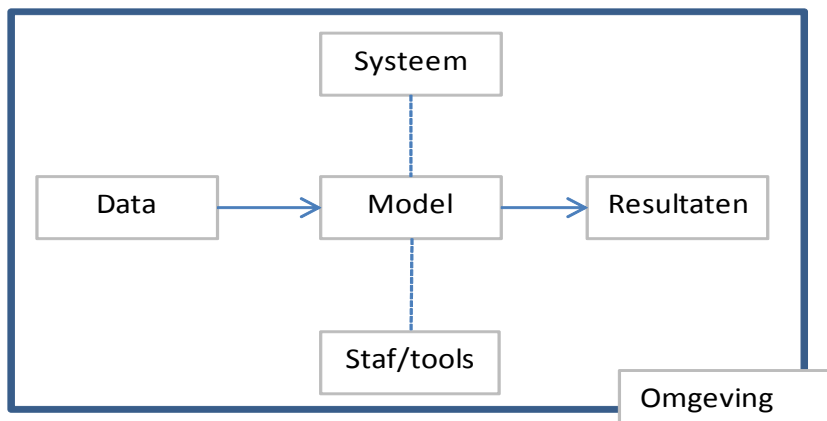 Systeem
Data
Model
Resultaten
Staf/tools
Omgeving